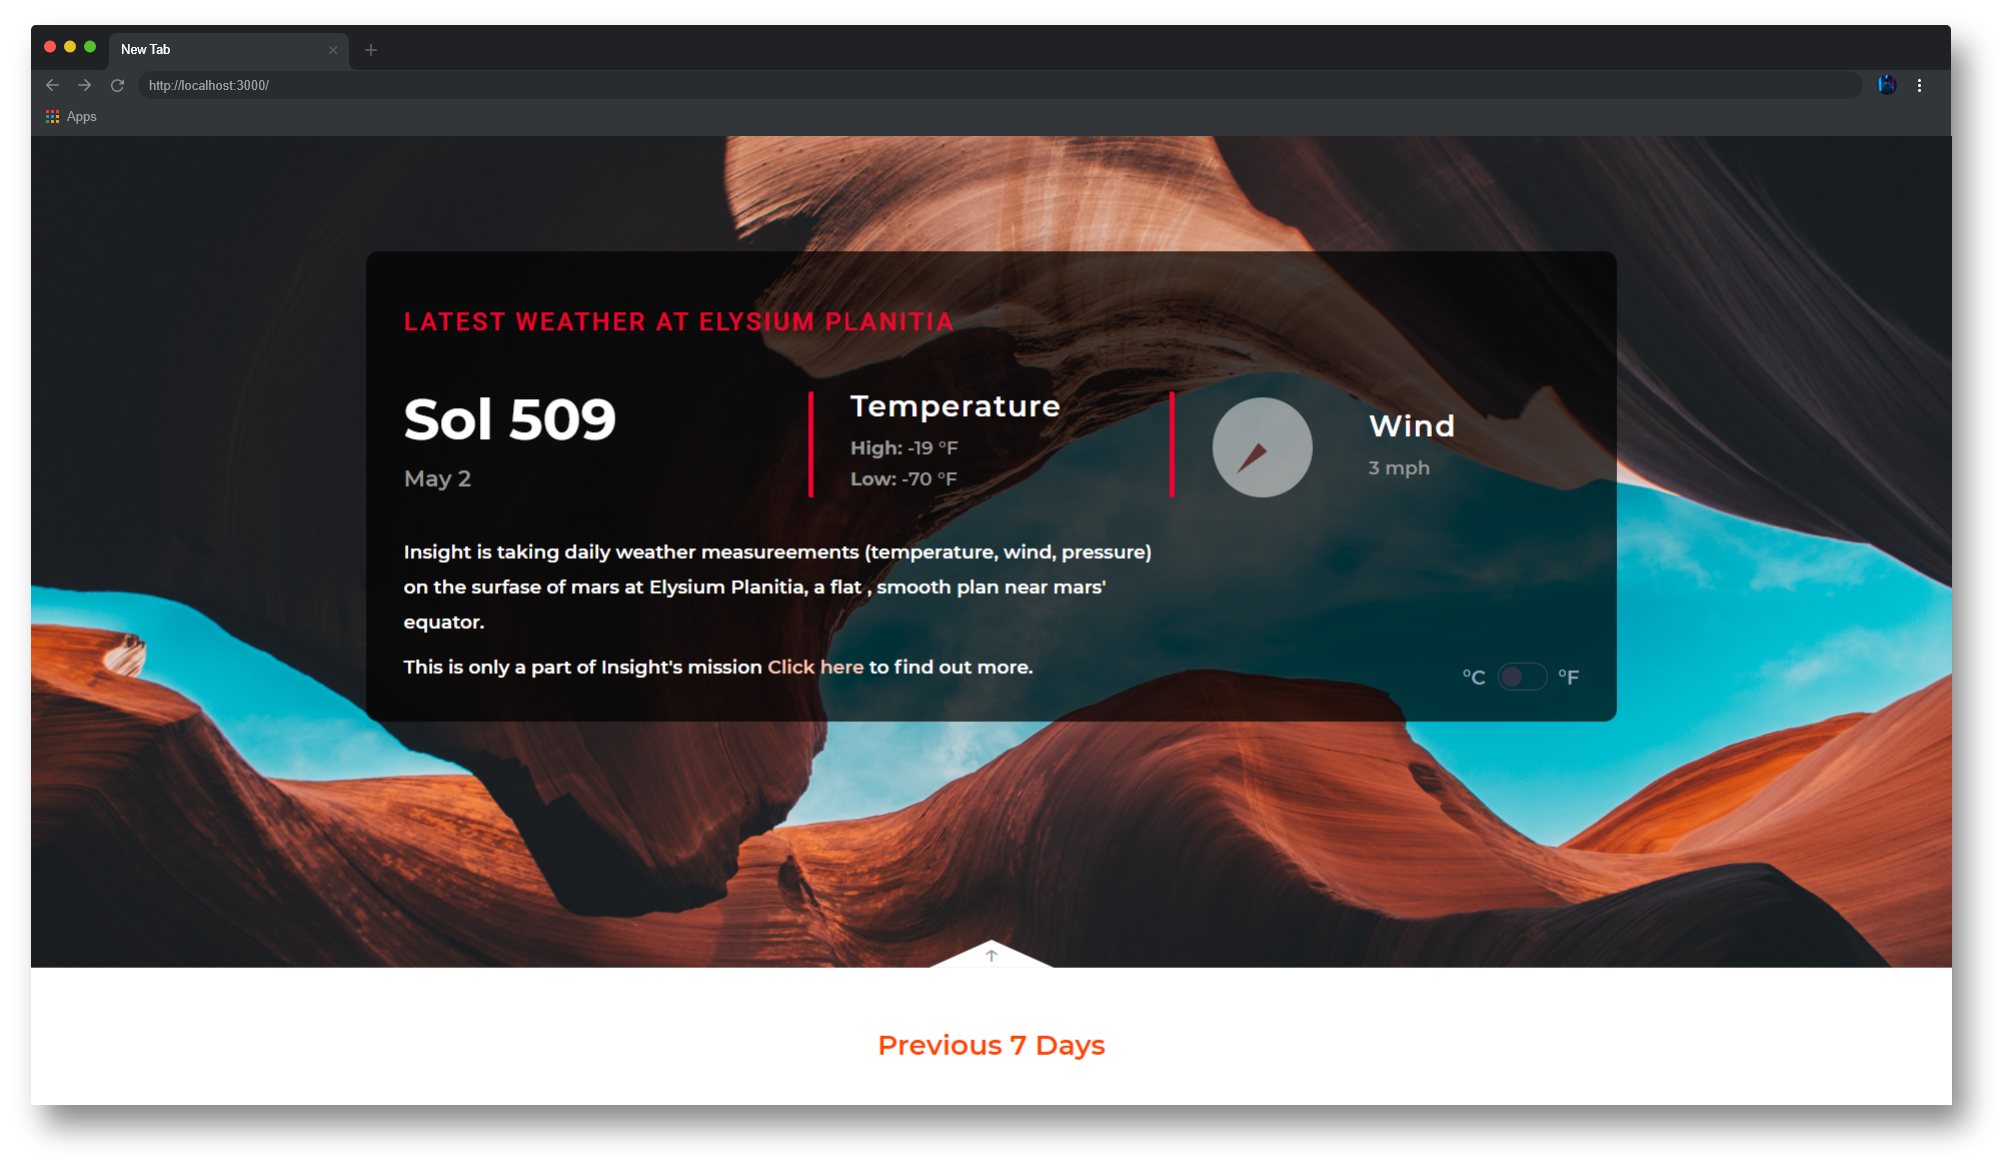 New Tab
http://localhost:3000/
Apps
LATEST WEATHER AT ELYSIUM PLANITIA
Sol 509
May 2
Temperature
High: -19 °F
Low: -70 °F
Wind
3 mph
Insight is taking daily weather measureements (temperature, wind, pressure)
on the surfase of mars at Elysium Planitia, a flat , smooth plan near mars'
equator.
This is only a part of Insight's mission Click here to find out more.
°C °F
Previous 7 Days